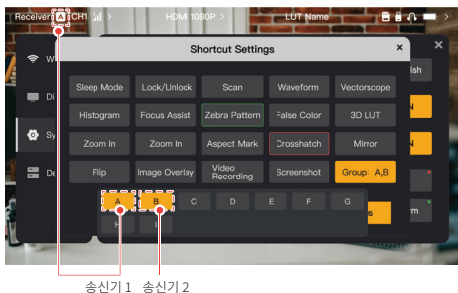 Receiver A CH1 > HDMI 1080P > LUT Name >
Shortcut Settings ×
Sleep Mode Lock/Unlock Scan Waveform Vectorscope
Histogram Focus Assist Zebra Pattern False Color 3D LUT
Zoom In Zoom In Aspect Mark Crosshatch Mirror
Flip Image Overlay Video Recording Screenshot Group: A,B
A B C D E F G
H I
송신기 1 송신기 2